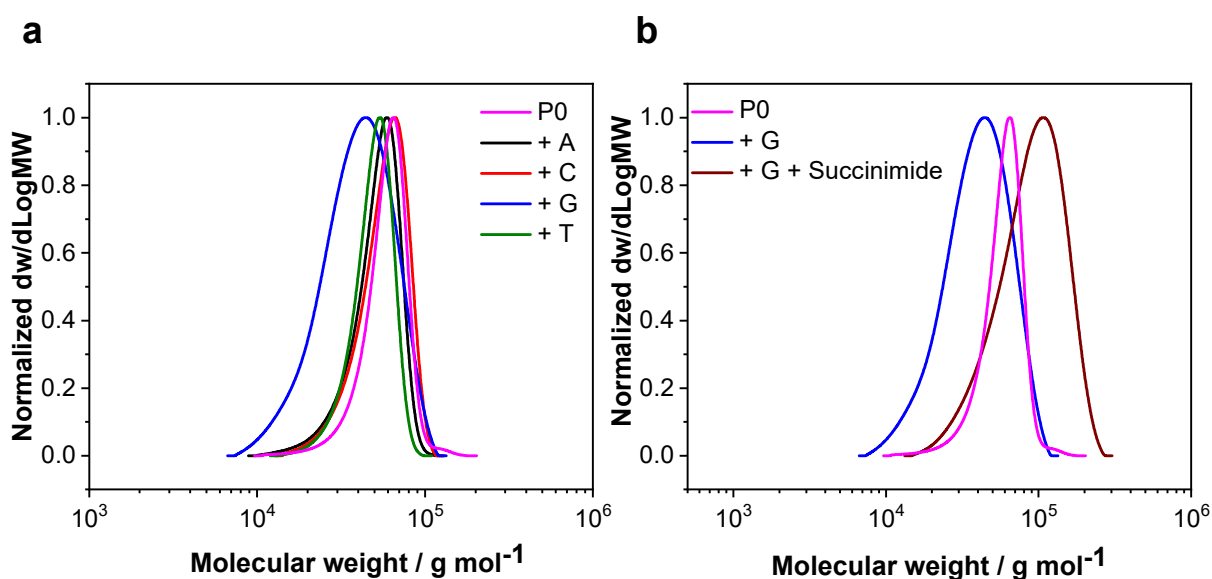 a
Normalized dw/dLogMW
1.0
0.8
0.6
0.4
0.2
0.0
P0
+ A
+ C
+ G
+ T
10³
10⁴
10⁵
10⁶
Molecular weight / g mol⁻¹
b
Normalized dw/dLogMW
1.0
0.8
0.6
0.4
0.2
0.0
P0
+ G
+ G + Succinimide
10³
10⁴
10⁵
10⁶
Molecular weight / g mol⁻¹